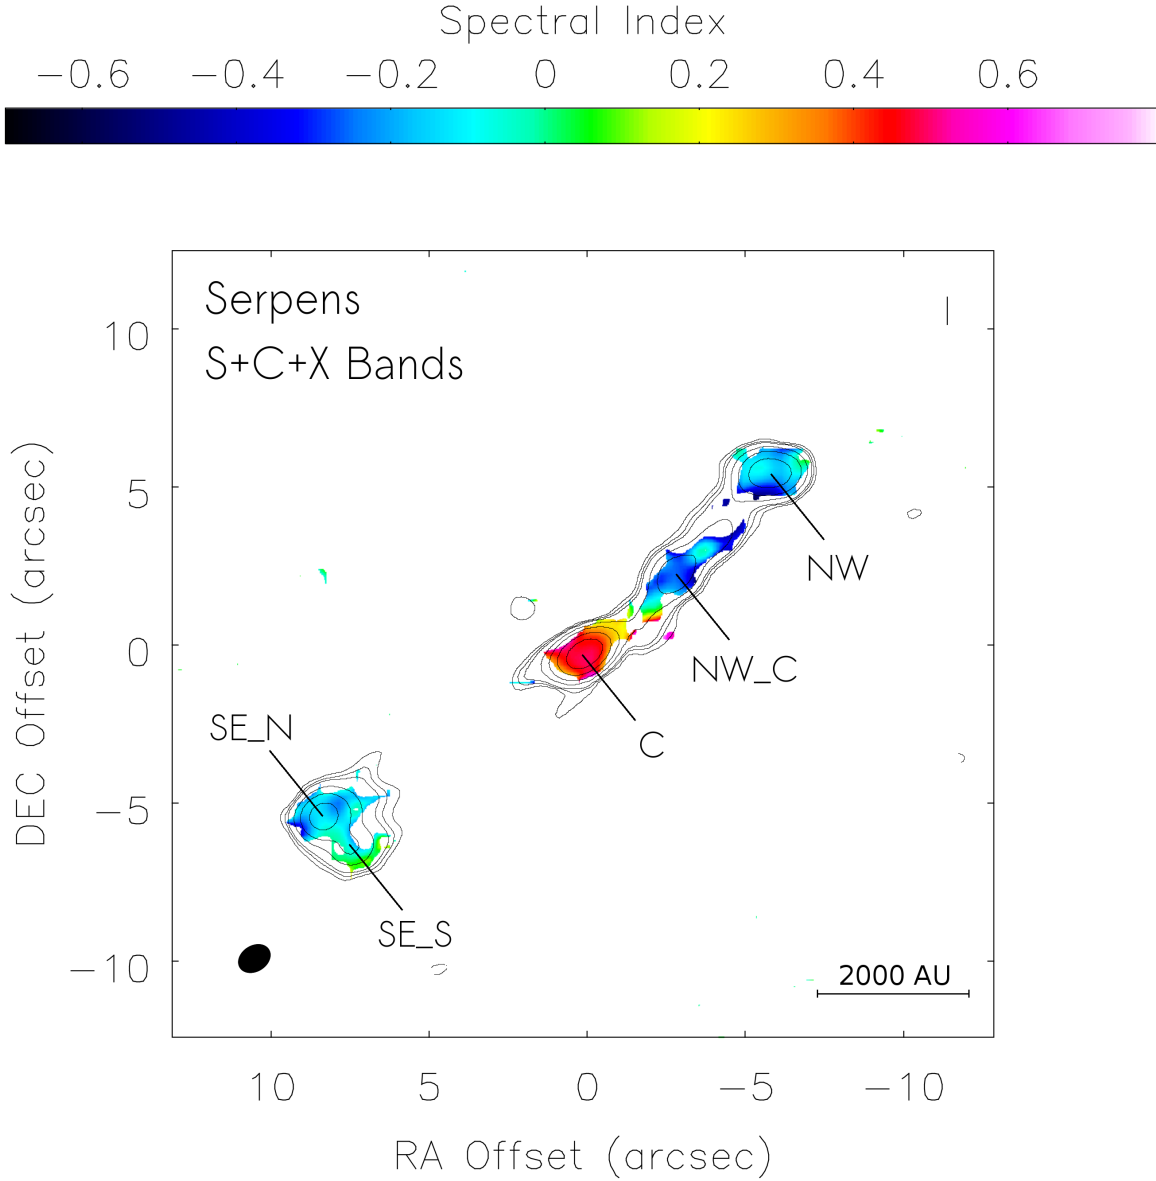 Spectral Index
−0.6 −0.4 −0.2 0 0.2 0.4 0.6
Serpens
S+C+X Bands
10
5
NW
0
NW_C
SE_N
C
−5
SE_S
−10
2000 AU
10 5 0 −5 −10
DEC Offset (arcsec)
RA Offset (arcsec)